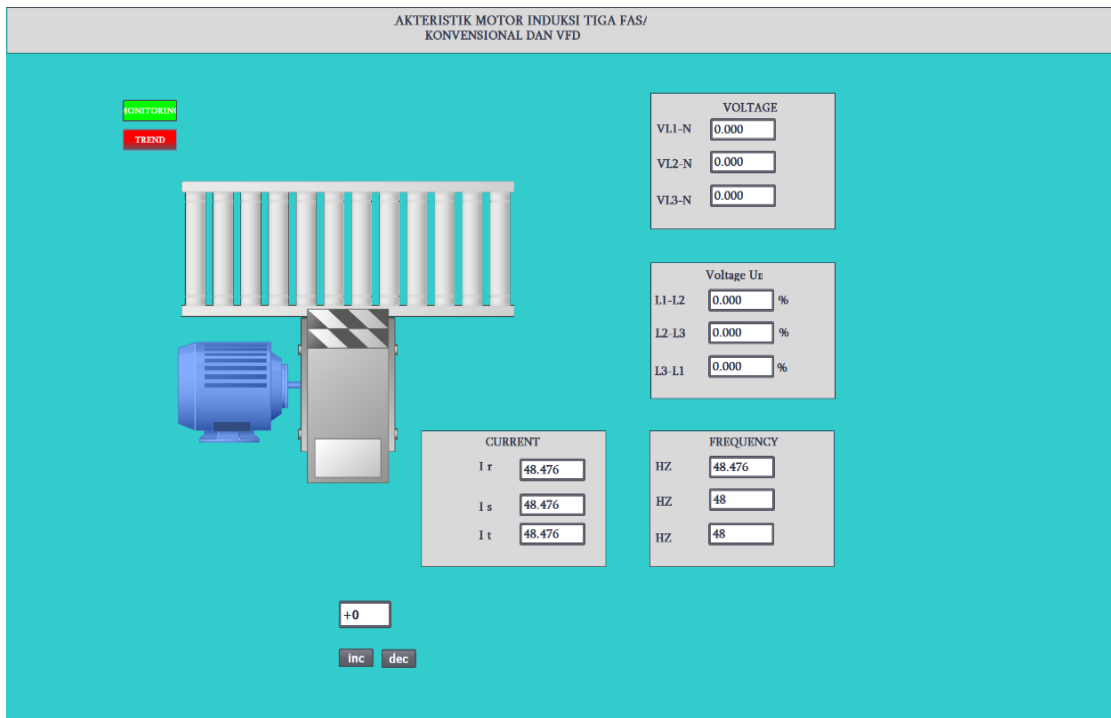 AKTERISTIK MOTOR INDUKSI TIGA FAS/
KONVENSIONAL DAN VFD
MONITORING
TREND
VOLTAGE
VL1-N 0.000
VL2-N 0.000
VL3-N 0.000
Voltage Un
L1-L2 0.000 %
L2-L3 0.000 %
L3-L1 0.000 %
CURRENT
I r 48.476
I s 48.476
I t 48.476
FREQUENCY
HZ 48.476
HZ 48
HZ 48
+0
inc dec